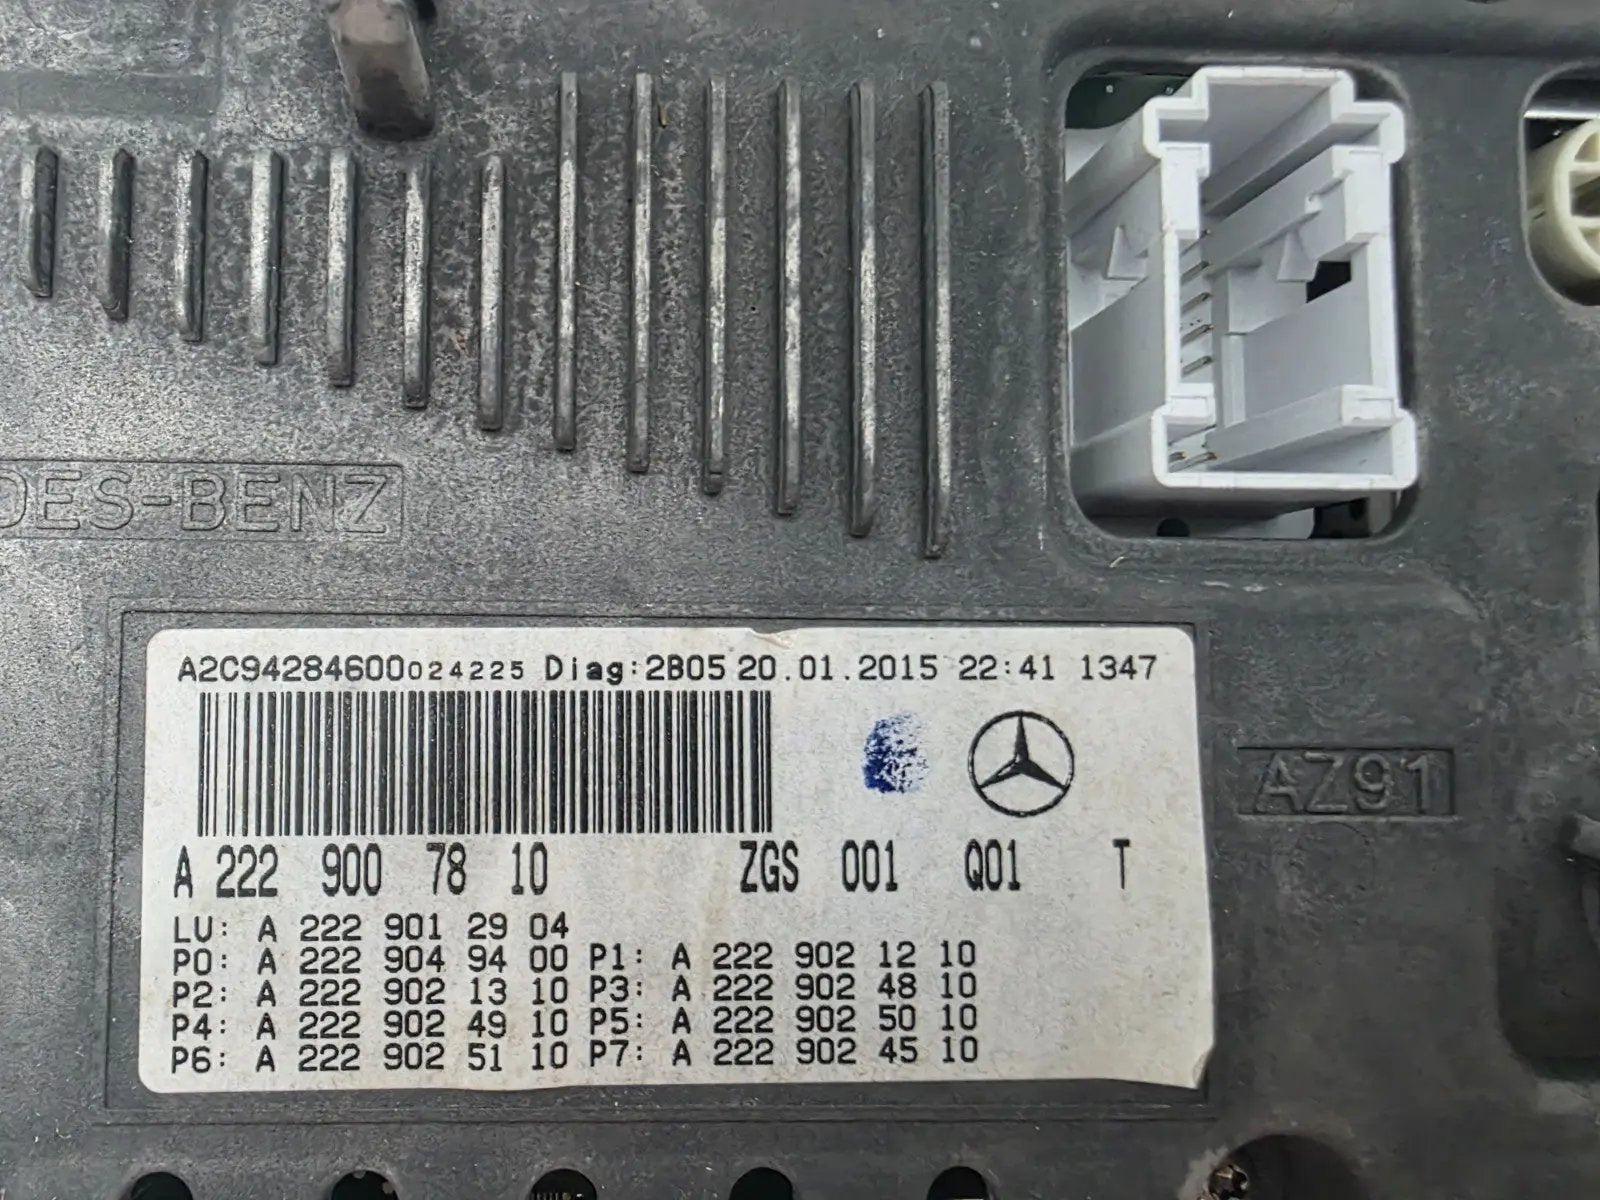 DES-BENZ
A2C94284600024225 Diag:2B05 20.01.2015 22:41 1347
AZ91
A 222 900 78 10 ZGS 001 Q01 T
LU: A 222 901 29 04
P0: A 222 904 94 00 P1: A 222 902 12 10
P2: A 222 902 13 10 P3: A 222 902 48 10
P4: A 222 902 49 10 P5: A 222 902 50 10
P6: A 222 902 51 10 P7: A 222 902 45 10